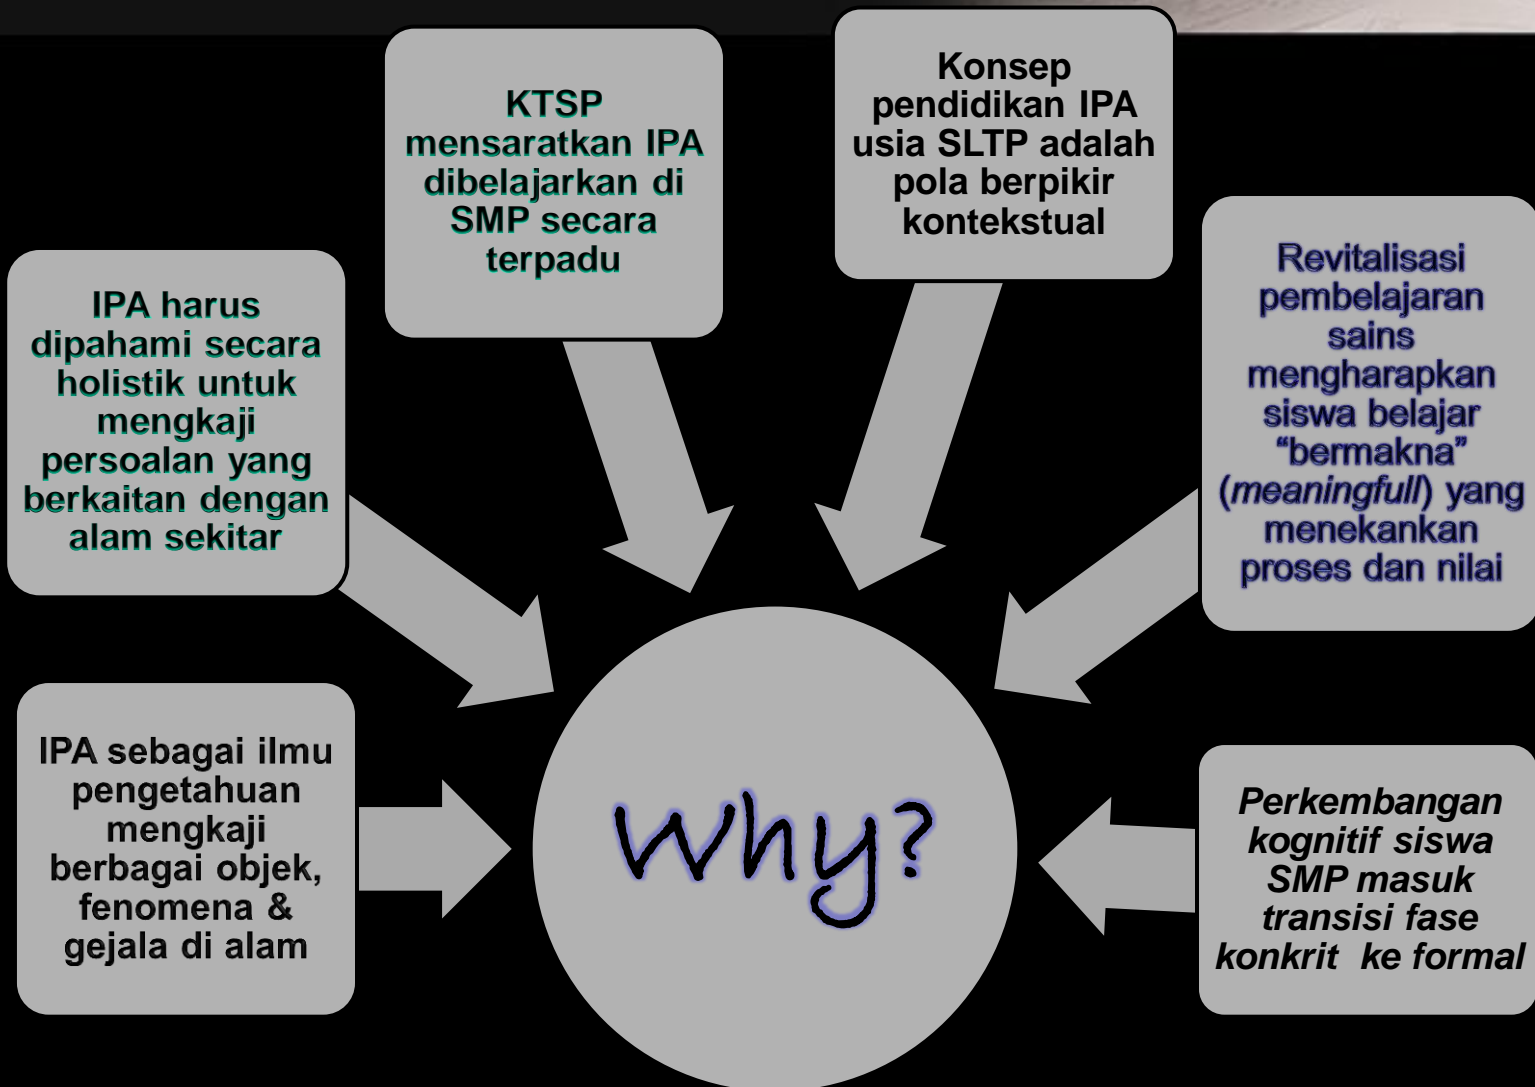 IPA sebagai ilmu
pengetahuan
mengkaji
berbagai objek,
fenomena &
gejala di alam
IPA harus
dipahami secara
holistik untuk
mengkaji
persoalan yang
berkaitan dengan
alam sekitar
KTSP
mensaratkan IPA
dibelajarkan di
SMP secara
terpadu
Konsep
pendidikan IPA
usia SLTP adalah
pola berpikir
kontekstual
Revitalisasi
pembelajaran
sains
mengharapkan
siswa belajar
“bermakna”
(meaningfull) yang
menekankan
proses dan nilai
Perkembangan
kognitif siswa
SMP masuk
transisi fase
konkrit ke formal
Why?